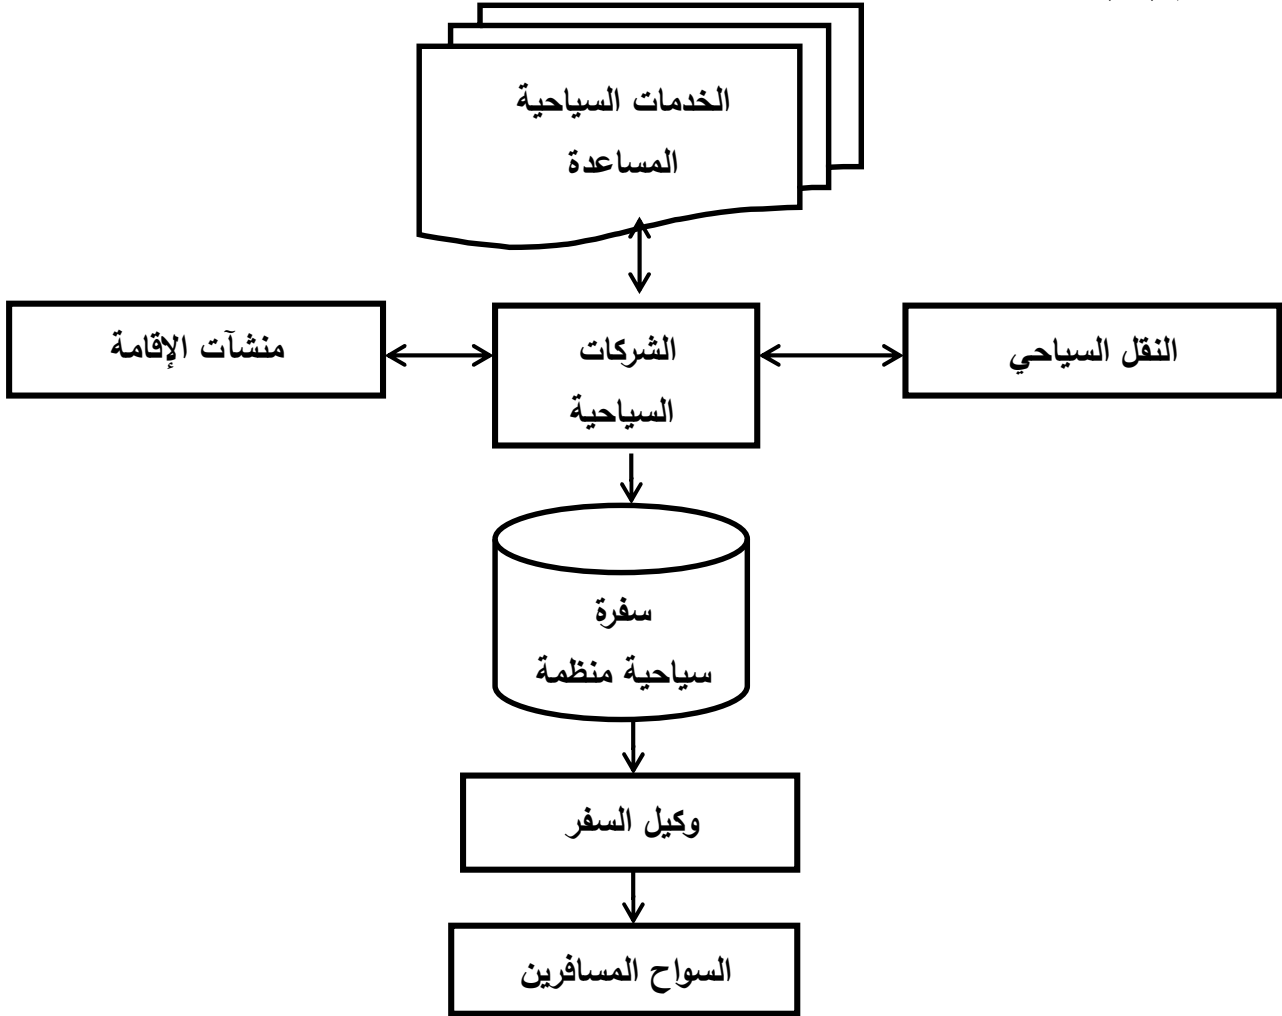 الخدمات السياحية
المساعدة
النقل السياحي
الشركات
السياحية
منشآت الإقامة
سفرة
سياحية منظمة
وكيل السفر
السواح المسافرين